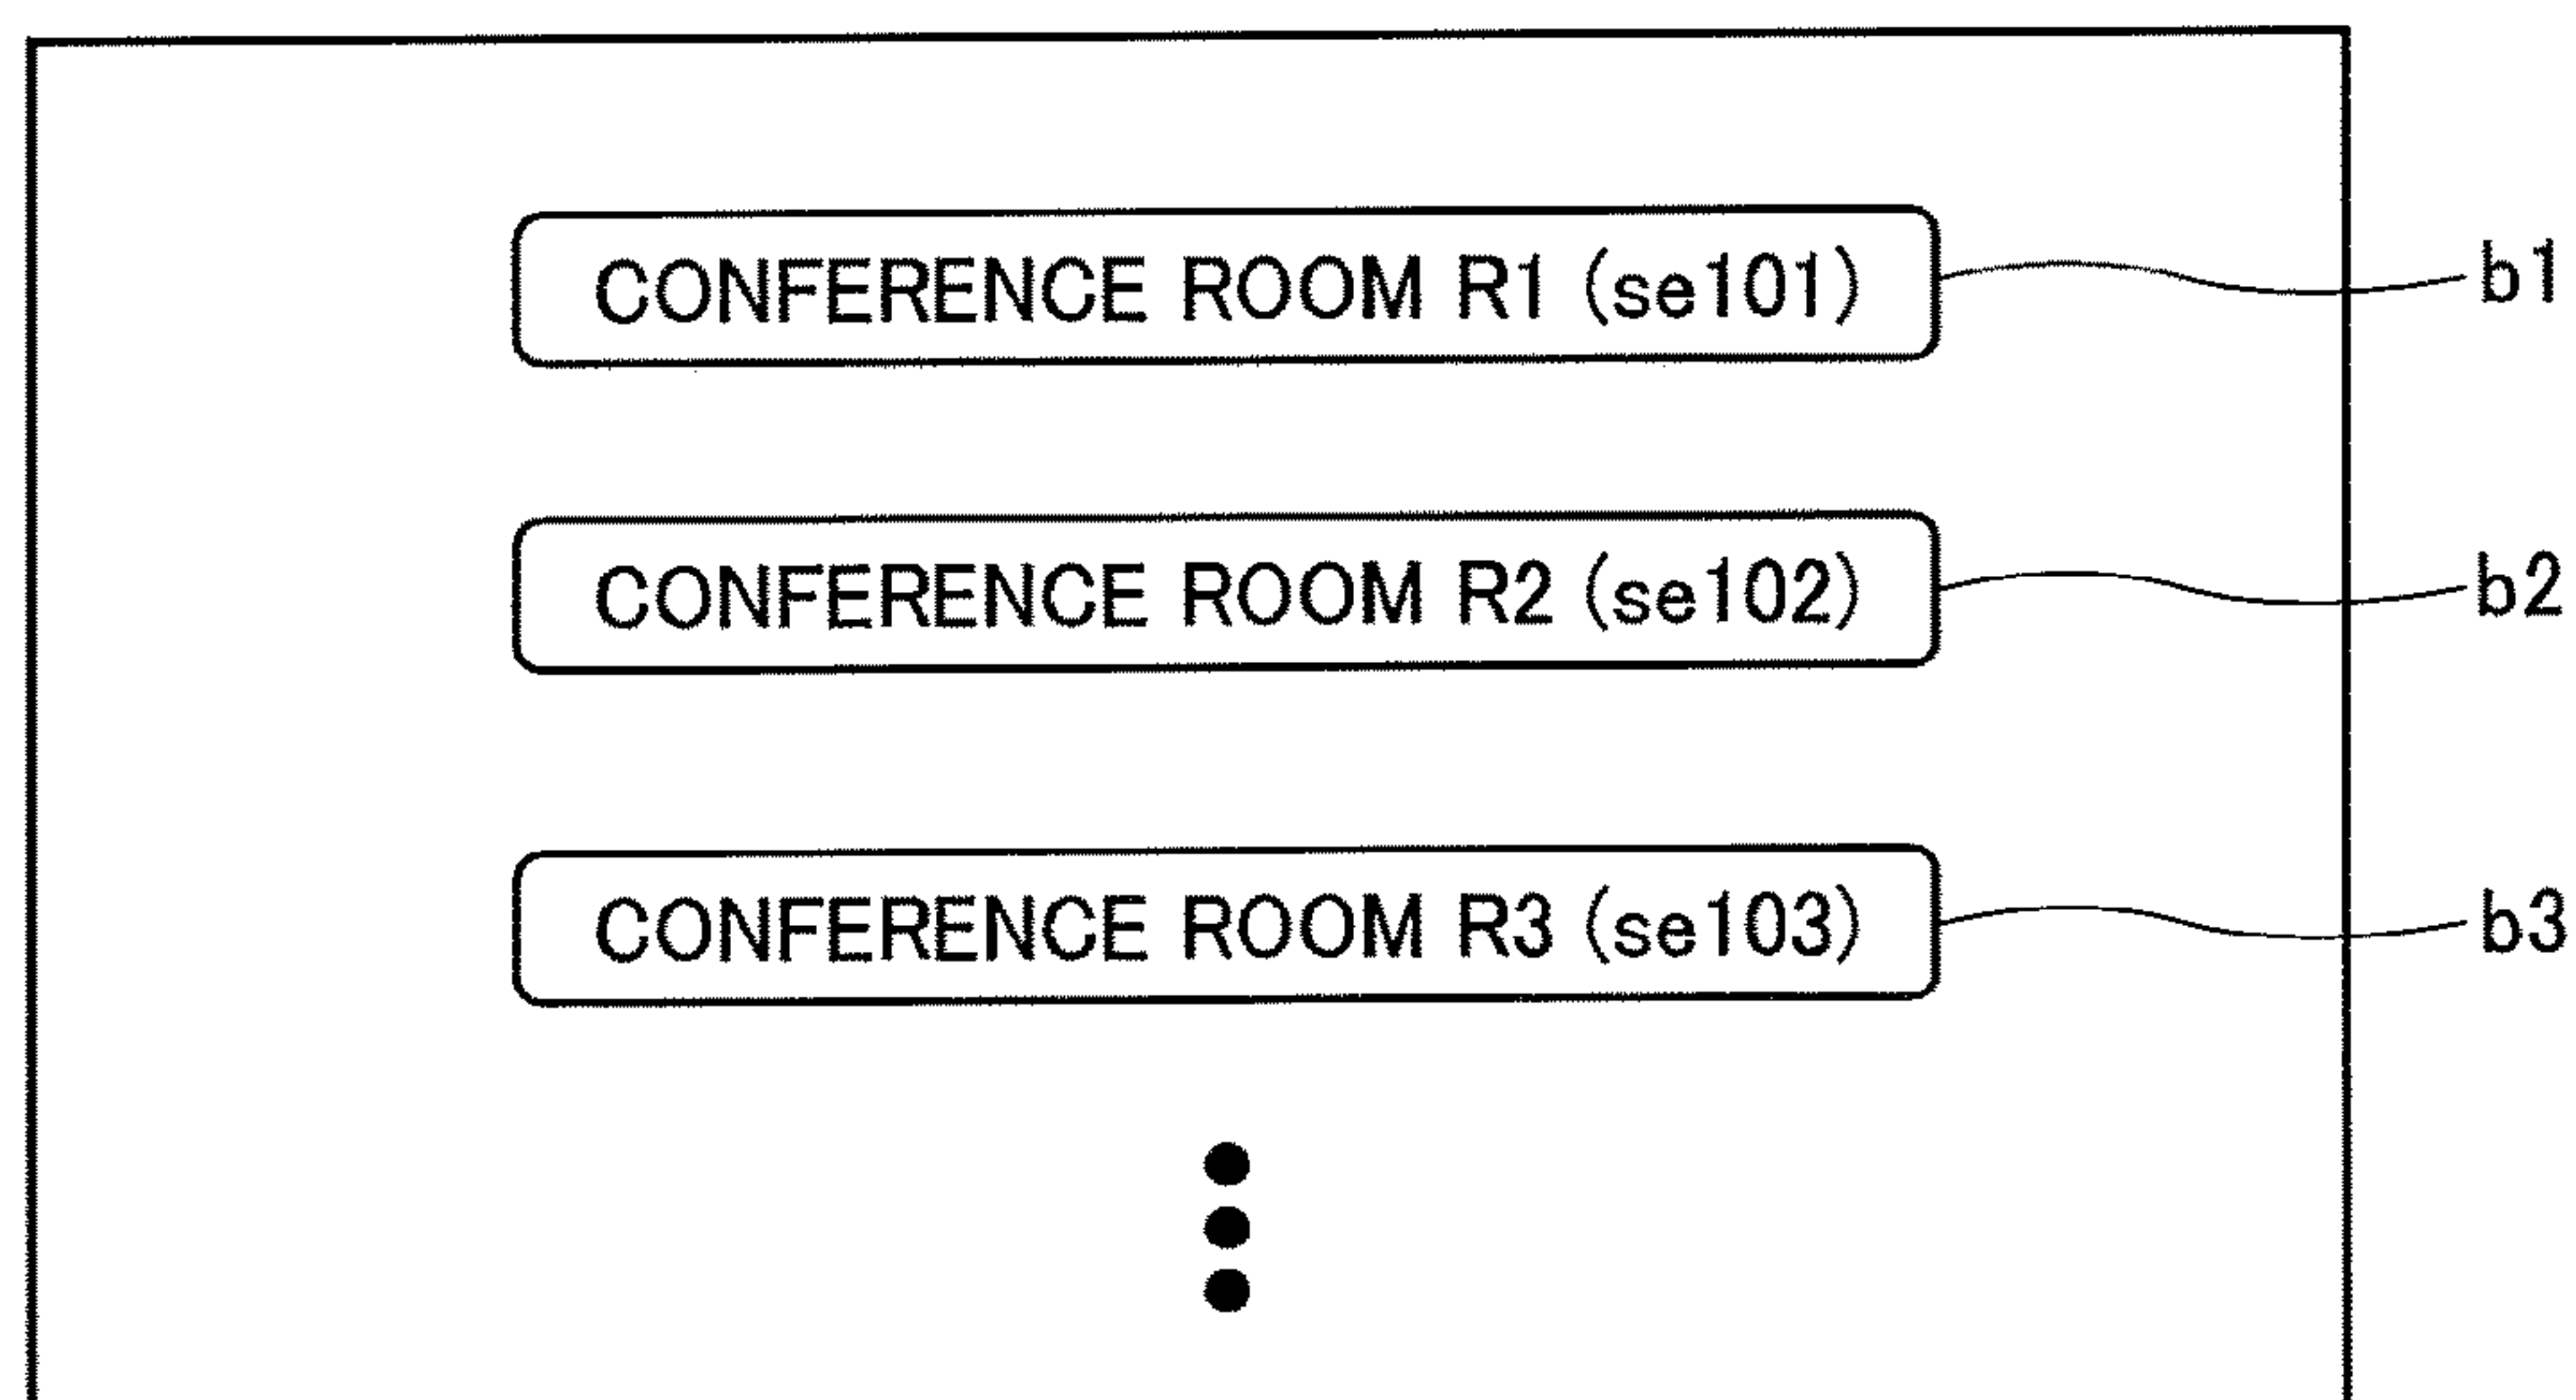 CONFERENCE ROOM R1 (se101) b1
CONFERENCE ROOM R2 (se102) b2
CONFERENCE ROOM R3 (se103) b3